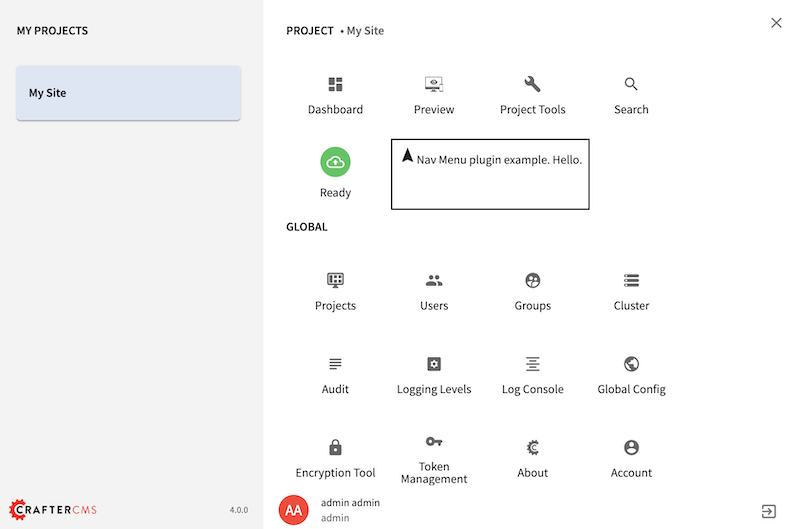 MY PROJECTS
My Site
PROJECT • My Site
Dashboard
Preview
Project Tools
Search
Ready
Nav Menu plugin example. Hello.
GLOBAL
Projects
Users
Groups
Cluster
Audit
Logging Levels
Log Console
Global Config
Encryption Tool
Token
Management
About
Account
CRAFTERCMS
4.0.0
AA
admin admin
admin